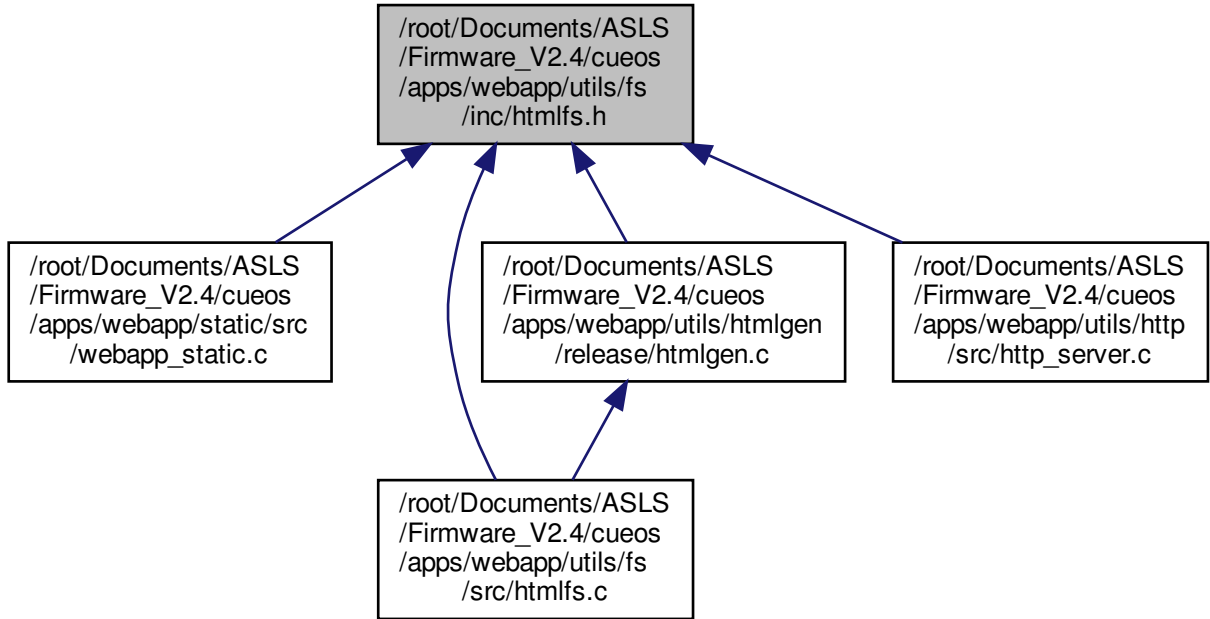 /root/Documents/ASLS
/Firmware_V2.4/cueos
/apps/webapp/utils/fs
/inc/htmlfs.h
/root/Documents/ASLS
/Firmware_V2.4/cueos
/apps/webapp/static/src
/webapp_static.c
/root/Documents/ASLS
/Firmware_V2.4/cueos
/apps/webapp/utils/htmlgen
/release/htmlgen.c
/root/Documents/ASLS
/Firmware_V2.4/cueos
/apps/webapp/utils/http
/src/http_server.c
/root/Documents/ASLS
/Firmware_V2.4/cueos
/apps/webapp/utils/fs
/src/htmlfs.c